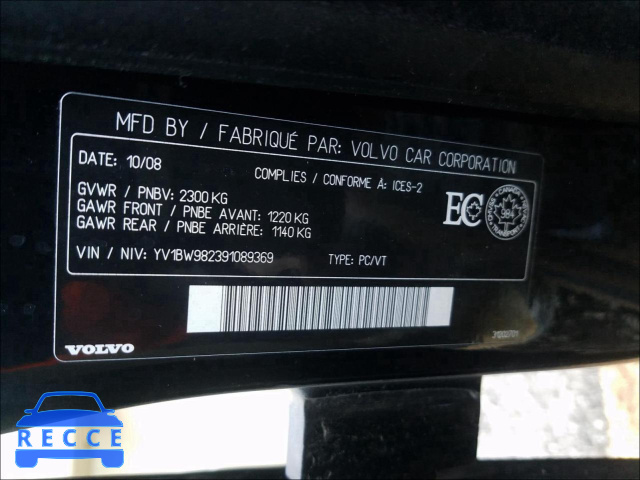 MFD BY / FABRIQUÉ PAR: VOLVO CAR CORPORATION
DATE: 10/08
COMPLIES / CONFORME À: ICES-2
GVWR / PNBV: 2300 KG
GAWR FRONT / PNBE AVANT: 1220 KG
GAWR REAR / PNBE ARRIÈRE: 1140 KG
EC
VIN / NIV: YV1BW982391089369
TYPE: PC/VT
VOLVO
RECCE